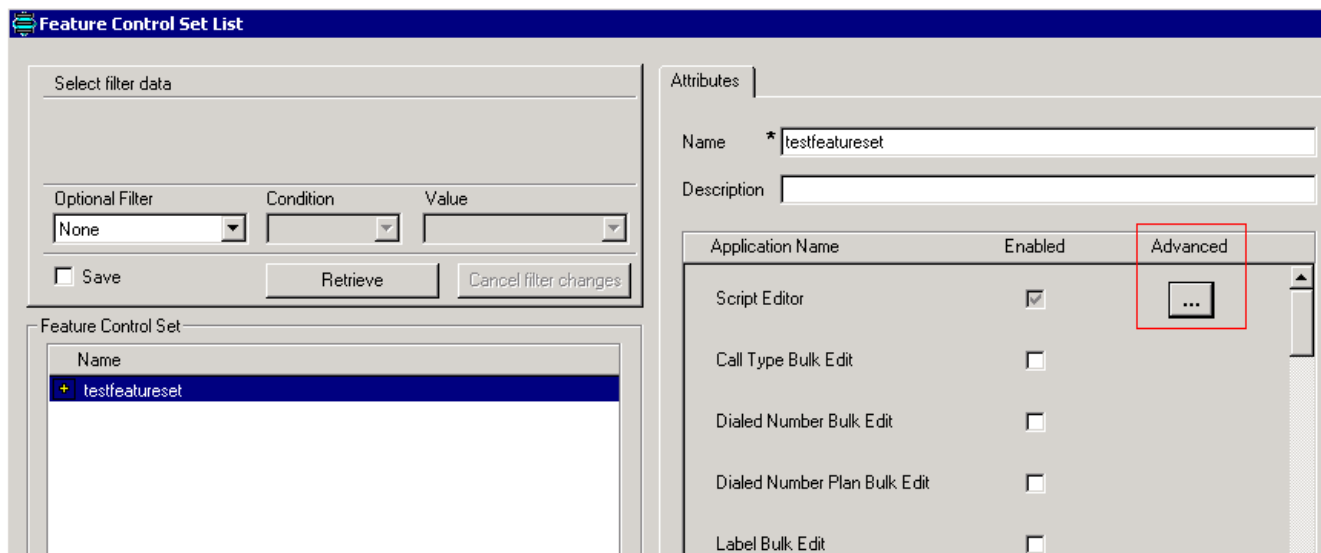 Feature Control Set List
Select filter data
Optional Filter Condition Value
None
Save Retrieve Cancel filter changes
Feature Control Set
Name
+ testfeatureset
Attributes
Name * testfeatureset
Description
Application Name Enabled Advanced
Script Editor ...
Call Type Bulk Edit
Dialed Number Bulk Edit
Dialed Number Plan Bulk Edit
Label Bulk Edit